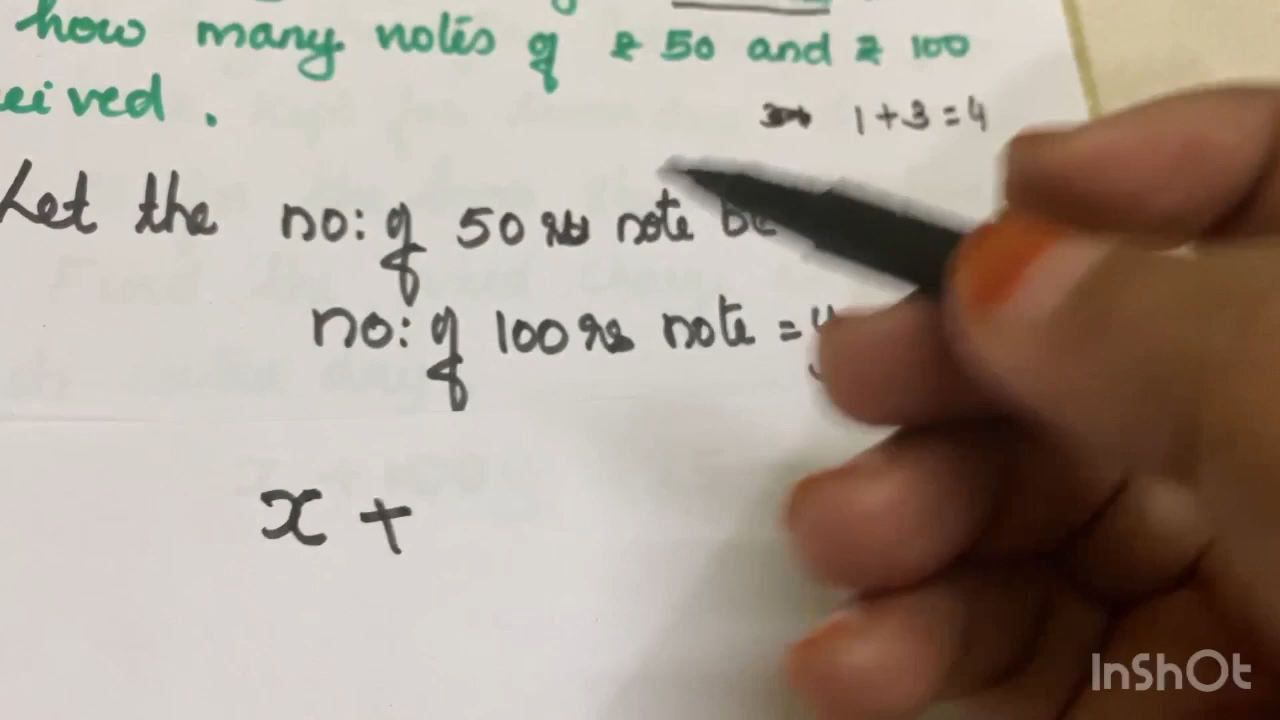 how many notes of ₹ 50 and ₹ 100
eived.
1+3=4
Let the no: of 50 rs note be
no: of 100 rs note = y
x +
InShOt